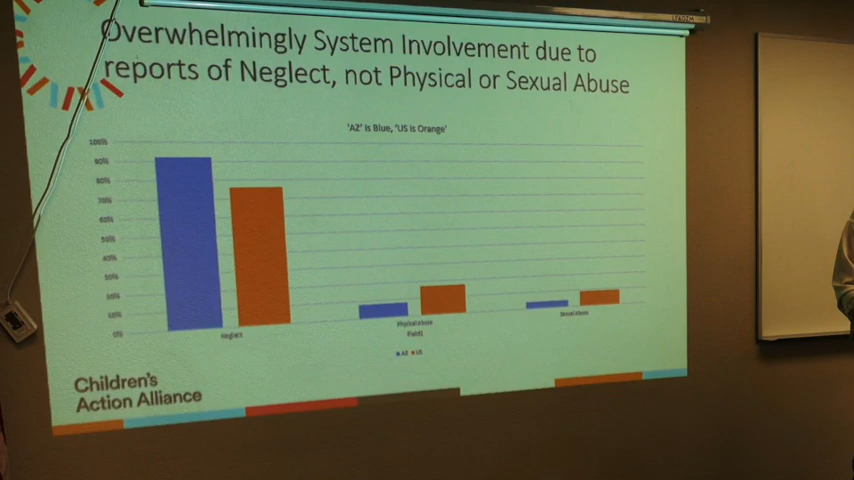 Overwhelmingly System Involvement due to
reports of Neglect, not Physical or Sexual Abuse
'AZ' is Blue, 'US is Orange'
100%
90%
80%
70%
60%
50%
40%
30%
20%
10%
0%
Neglect
Physical Abuse
Sexual Abuse
Field1
AZ US
Children's
Action Alliance